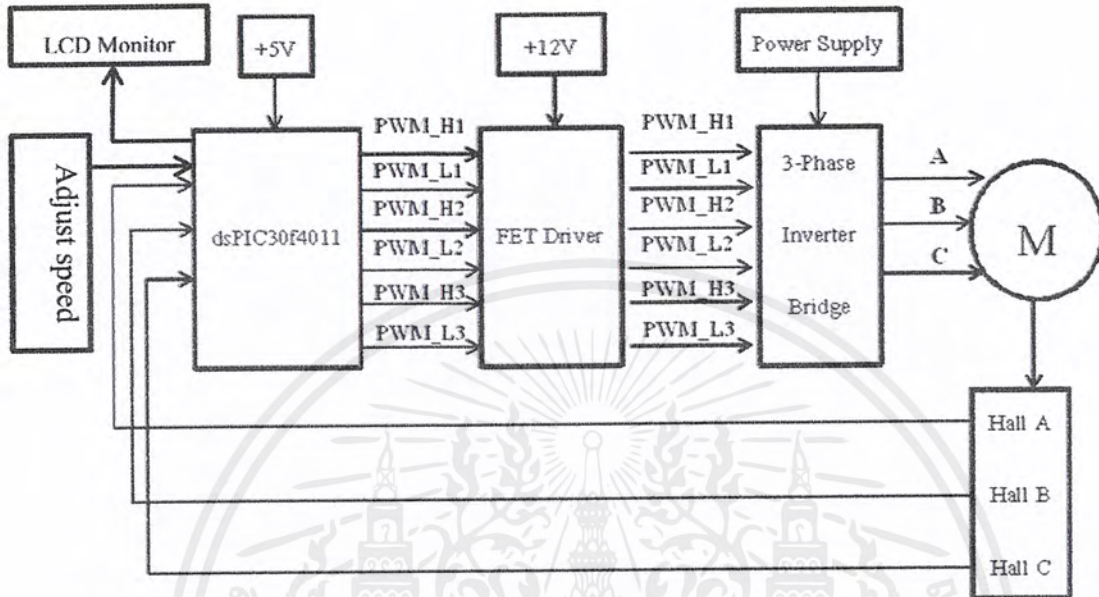 LCD Monitor
+5V
+12V
Power Supply
Adjust speed
dsPIC30f4011
PWM_H1
PWM_L1
PWM_H2
PWM_L2
PWM_H3
PWM_L3
FET Driver
PWM_H1
PWM_L1
PWM_H2
PWM_L2
PWM_H3
PWM_L3
3-Phase
Inverter
Bridge
A
B
C
M
Hall A
Hall B
Hall C